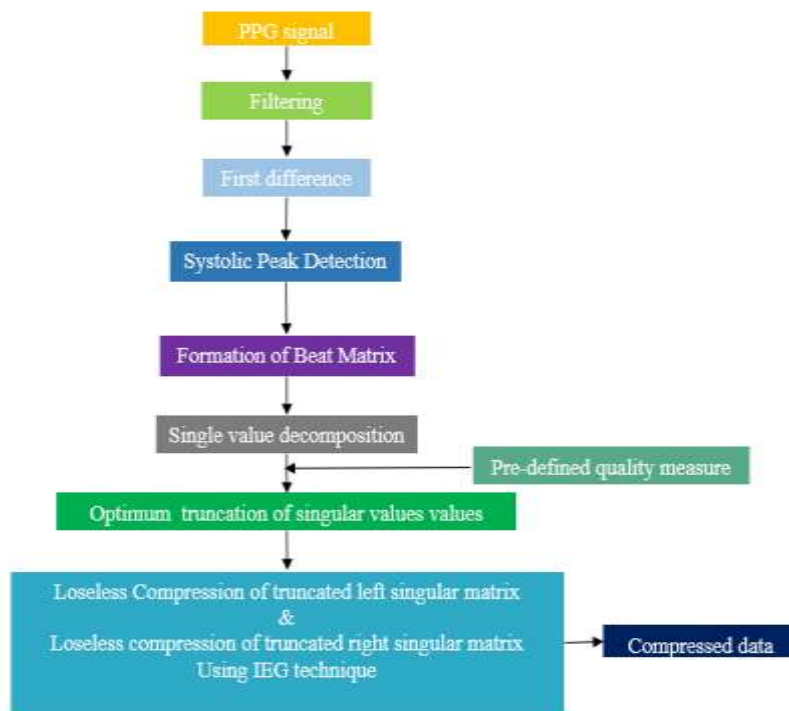 PPG signal
Filtering
First difference
Systolic Peak Detection
Formation of Beat Matrix
Single value decomposition
Pre-defined quality measure
Optimum truncation of singular values values
Loseless Compression of truncated left singular matrix
&
Loseless compression of truncated right singular matrix
Using IEG technique
Compressed data